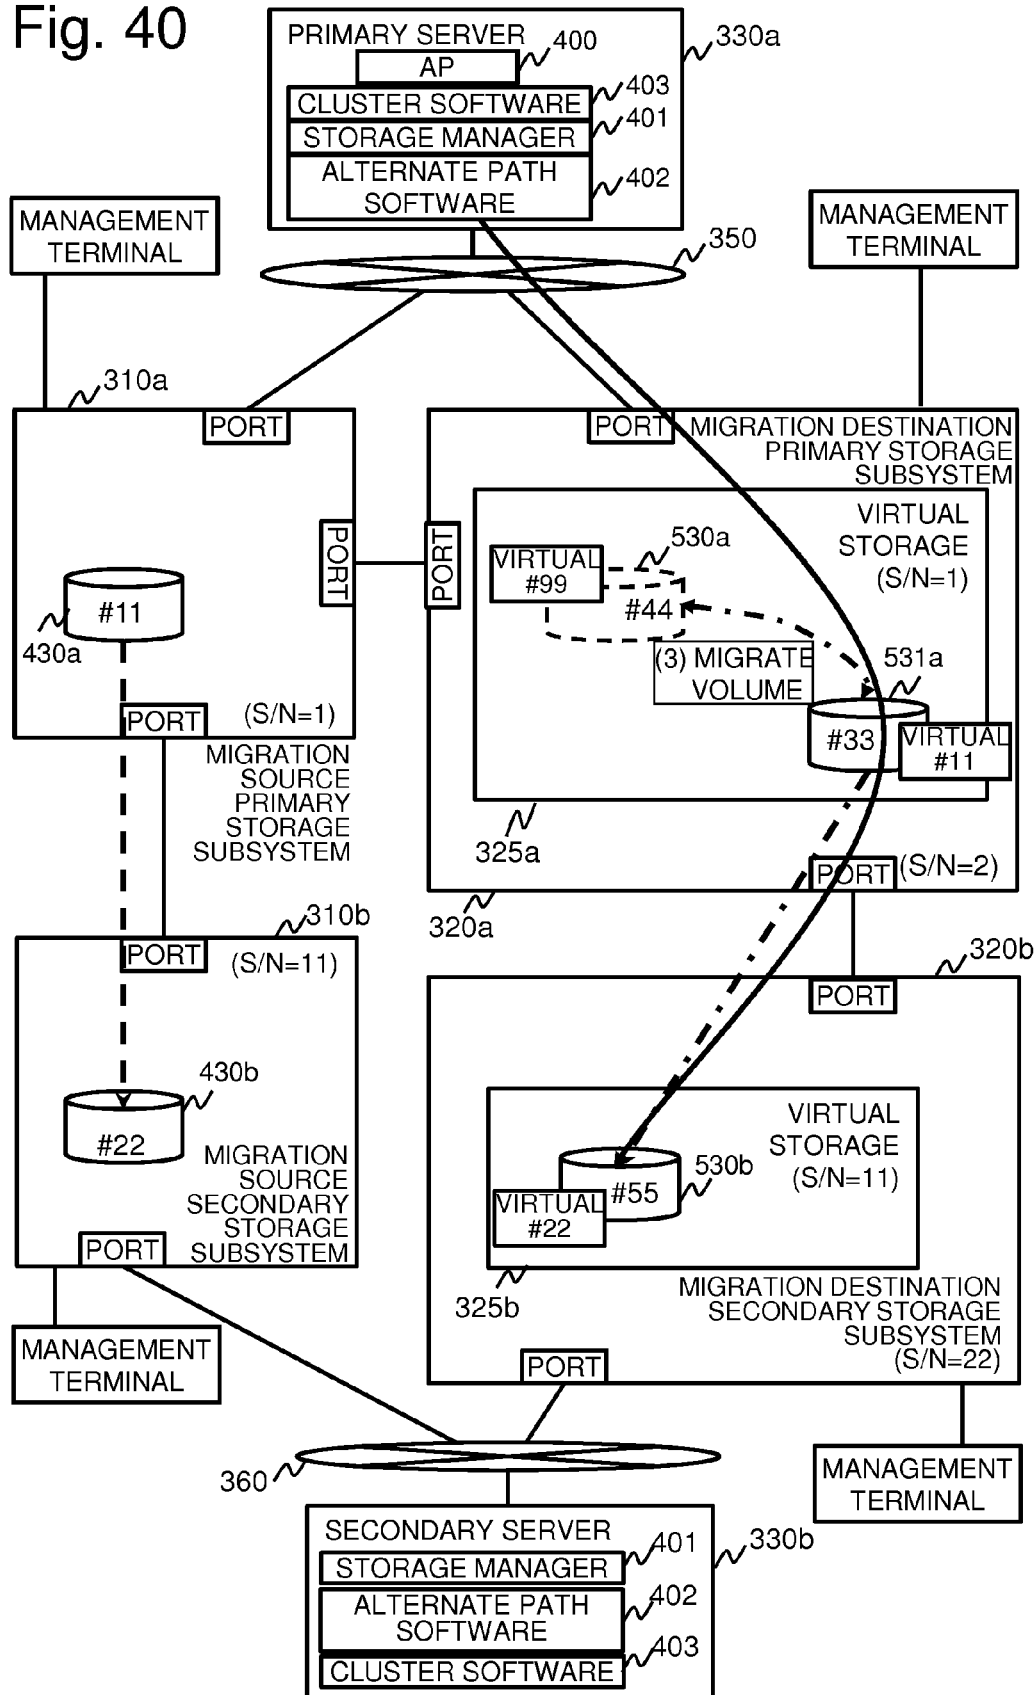 Fig. 40
PRIMARY SERVER
330a
400
AP
403
CLUSTER SOFTWARE
401
STORAGE MANAGER
402
ALTERNATE PATH
SOFTWARE
MANAGEMENT
TERMINAL
MANAGEMENT
TERMINAL
350
310a
PORT
PORT
MIGRATION DESTINATION
PRIMARY STORAGE
SUBSYSTEM
PORT
PORT
VIRTUAL
STORAGE
(S/N=1)
530a
VIRTUAL
#99
#44
#11
430a
(3) MIGRATE
VOLUME
531a
#33
VIRTUAL
#11
PORT
(S/N=1)
MIGRATION
SOURCE
PRIMARY
STORAGE
SUBSYSTEM
325a
PORT
(S/N=2)
320a
310b
PORT
(S/N=11)
320b
PORT
430b
#22
MIGRATION
SOURCE
SECONDARY
STORAGE
SUBSYSTEM
PORT
VIRTUAL
STORAGE
(S/N=11)
530b
#55
VIRTUAL
#22
325b
MIGRATION DESTINATION
SECONDARY STORAGE
SUBSYSTEM
(S/N=22)
PORT
MANAGEMENT
TERMINAL
360
MANAGEMENT
TERMINAL
SECONDARY SERVER
330b
401
STORAGE MANAGER
402
ALTERNATE PATH
SOFTWARE
403
CLUSTER SOFTWARE